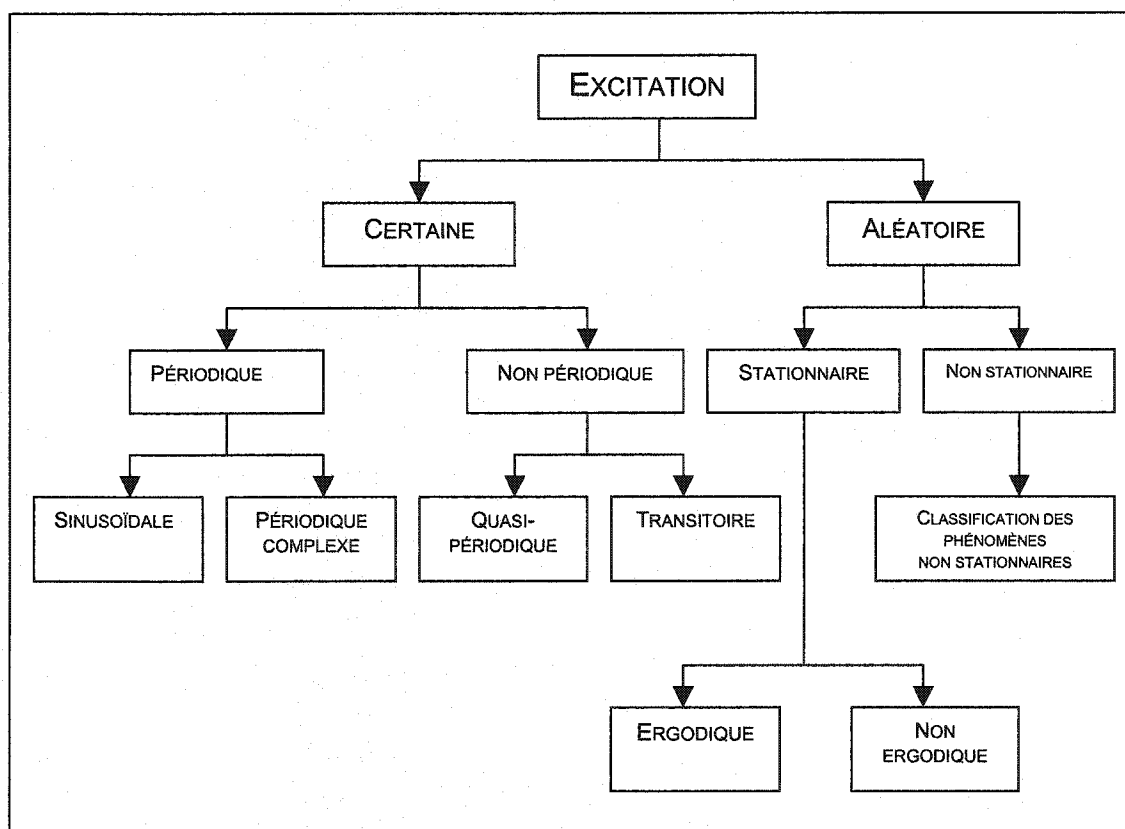 EXCITATION
CERTAINE
ALÉATOIRE
PÉRIODIQUE
NON PÉRIODIQUE
STATIONNAIRE
NON STATIONNAIRE
SINUSOÏDALE
PÉRIODIQUE
COMPLEXE
QUASI-
PÉRIODIQUE
TRANSITOIRE
CLASSIFICATION DES
PHÉNOMÈNES
NON STATIONNAIRES
ERGODIQUE
NON
ERGODIQUE